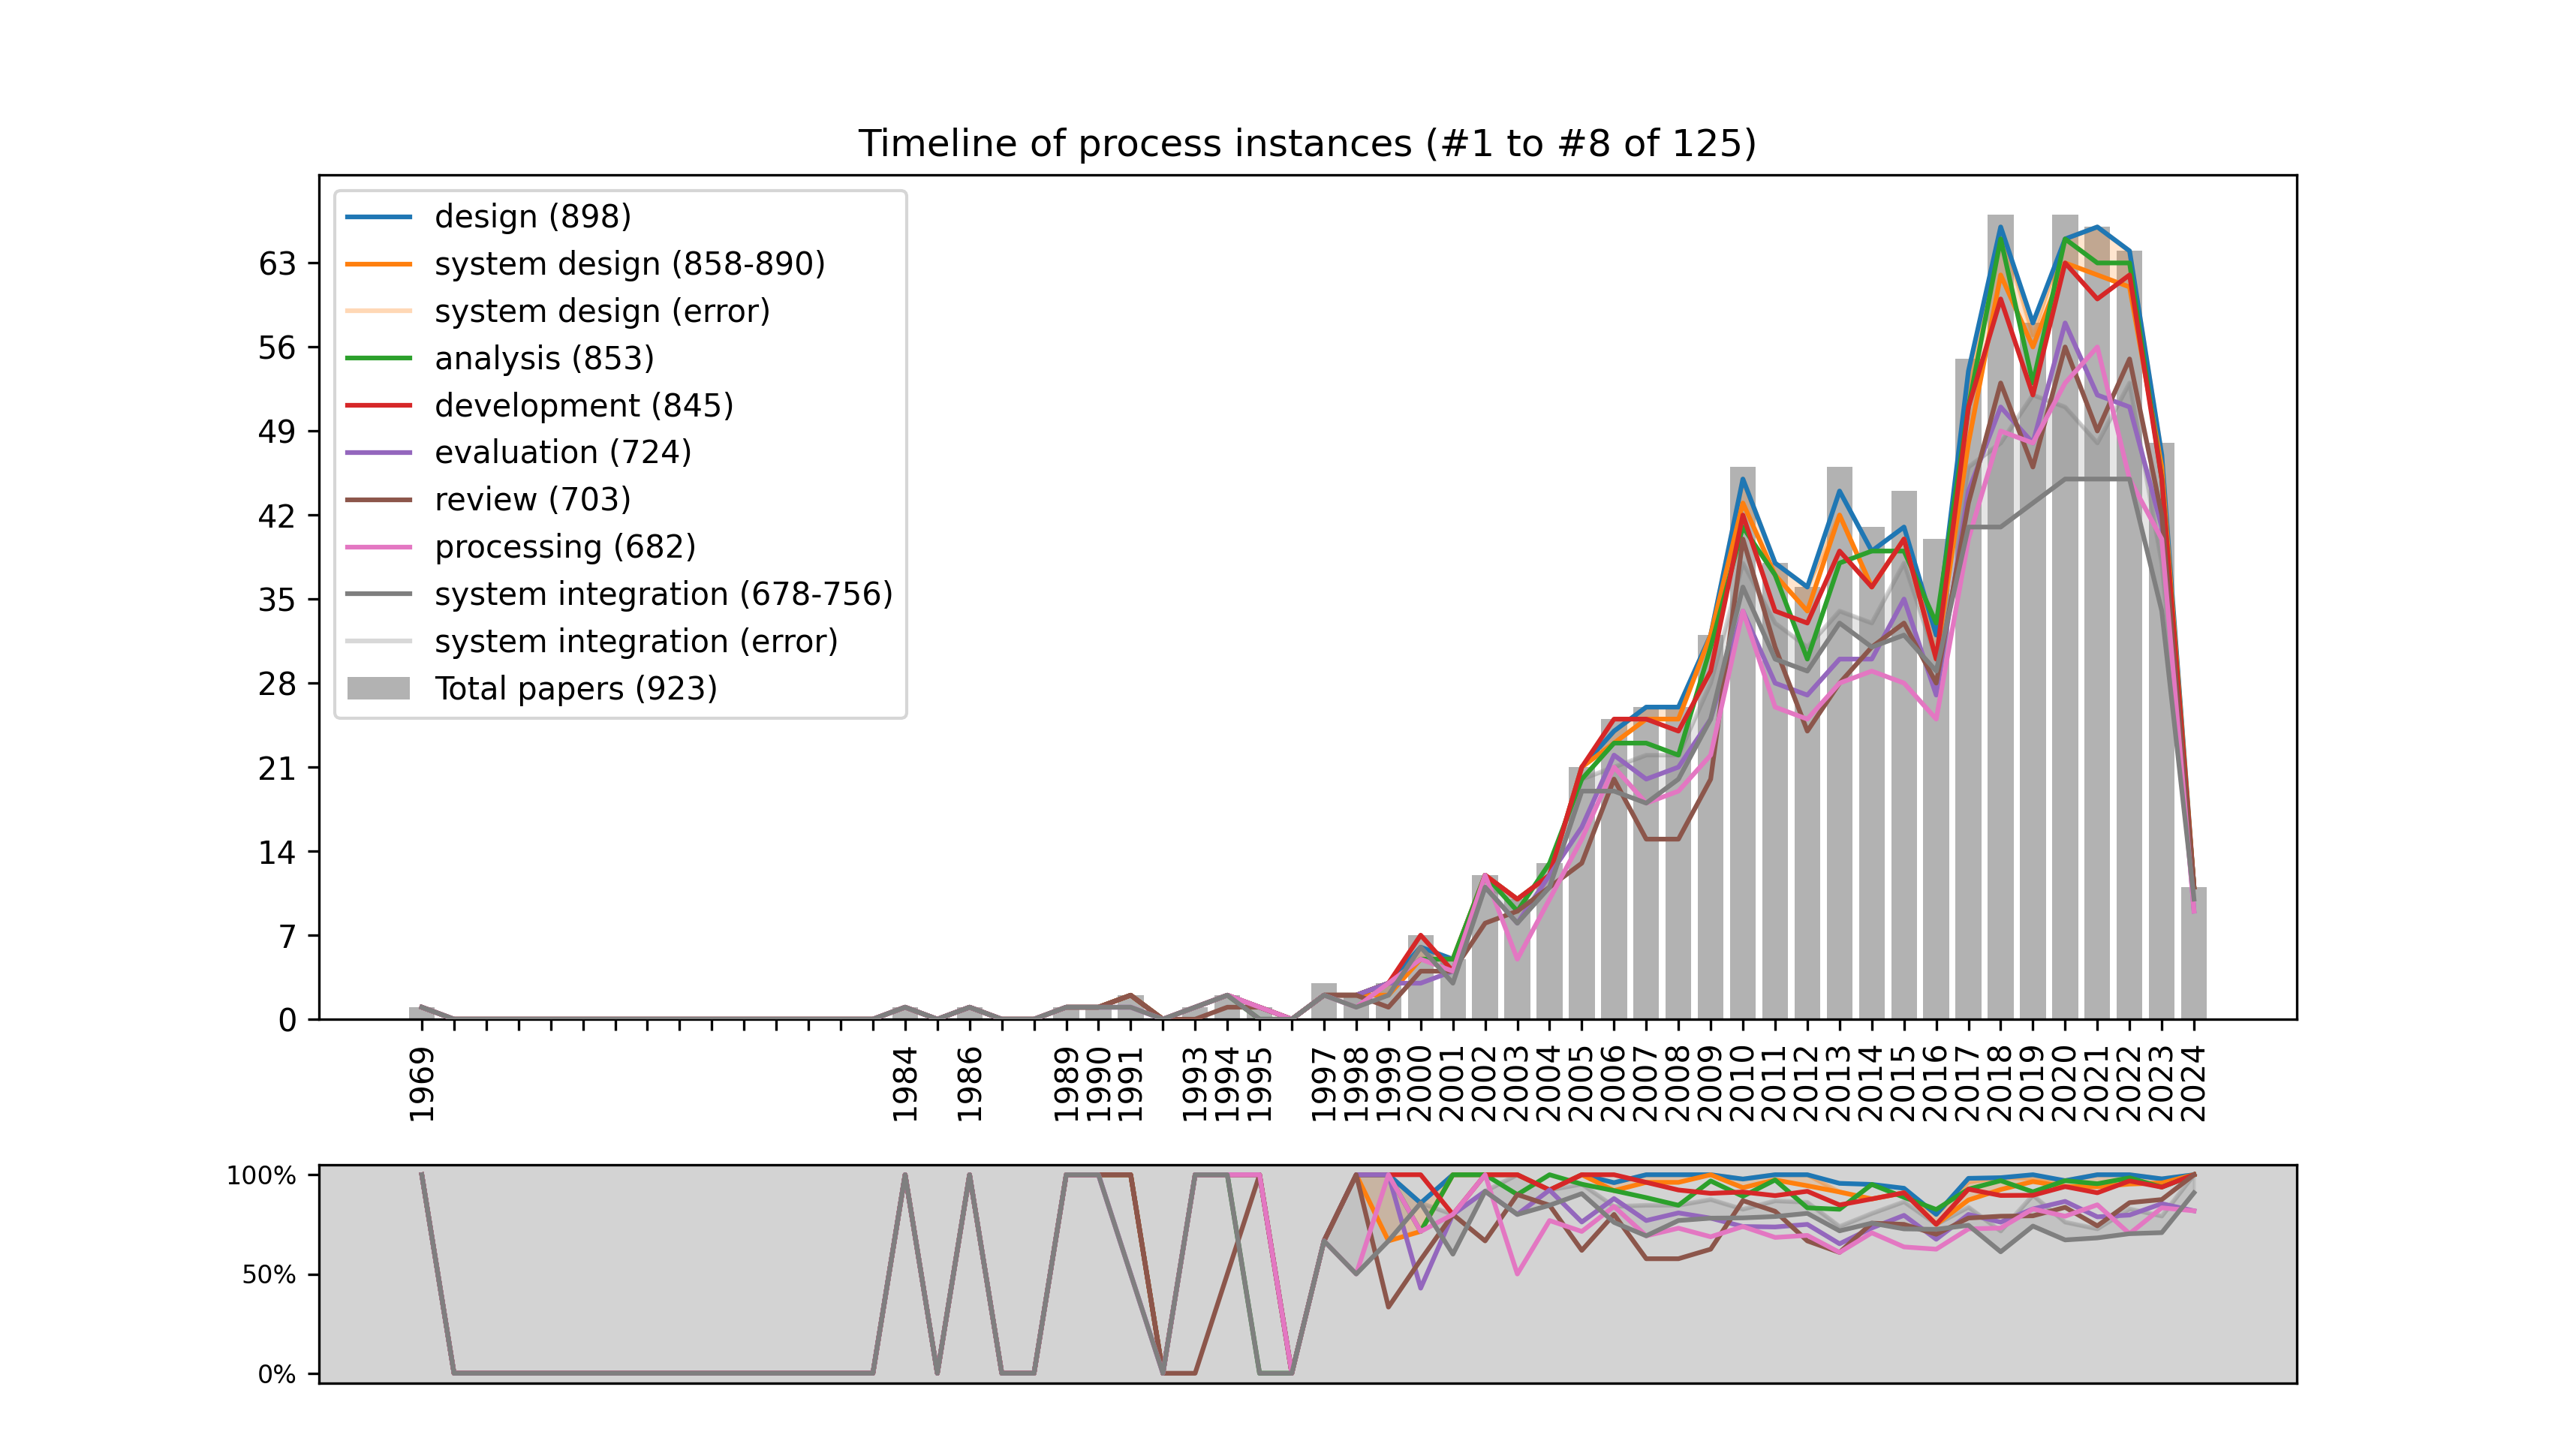 Timeline of process instances (#1 to #8 of 125)
design (898)
system design (858-890)
system design (error)
analysis (853)
development (845)
evaluation (724)
review (703)
processing (682)
system integration (678-756)
system integration (error)
Total papers (923)
63
56
49
42
35
28
21
14
7
0
1969 1984 1986 1989 1990 1991 1993 1994 1995 1997 1998 1999 2000 2001 2002 2003 2004 2005 2006 2007 2008 2009 2010 2011 2012 2013 2014 2015 2016 2017 2018 2019 2020 2021 2022 2023 2024
100%
50%
0%